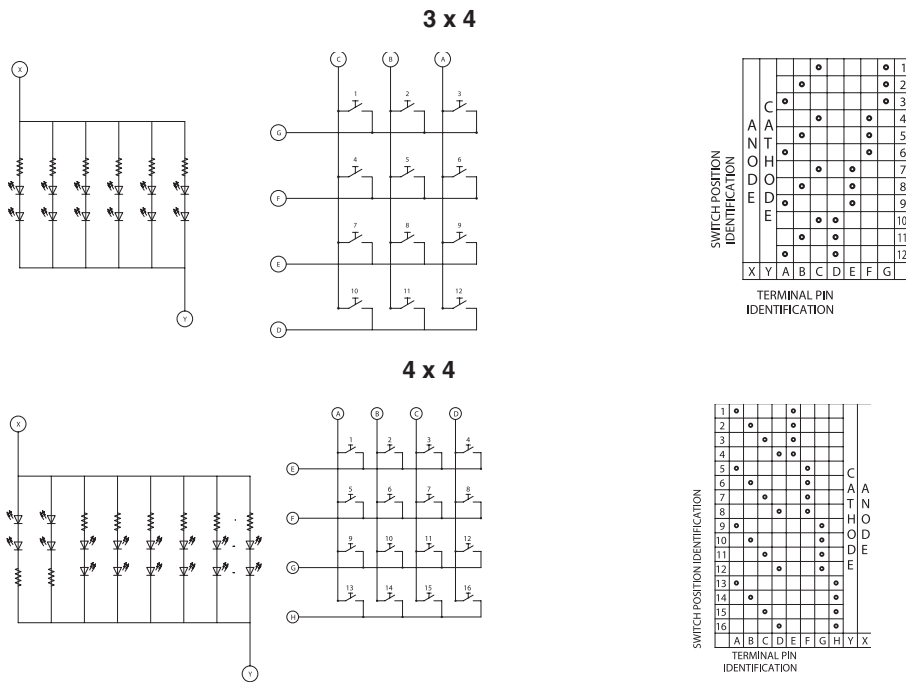 3 x 4
X
Y
C B A
1 2 3
G
4 5 6
F
7 8 9
E
10 11 12
D
SWITCH POSITION
IDENTIFICATION
ANODE
CATHODE
1
2
3
4
5
6
7
8
9
10
11
12
X Y A B C D E F G
TERMINAL PIN
IDENTIFICATION
4 x 4
X
Y
A B C D
1 2 3 4
E
5 6 7 8
F
9 10 11 12
G
13 14 15 16
H
SWITCH POSITION IDENTIFICATION
1
2
3
4
5
6
7
8
9
10
11
12
13
14
15
16
CATHODE
ANODE
A B C D E F G H Y X
TERMINAL PIN
IDENTIFICATION